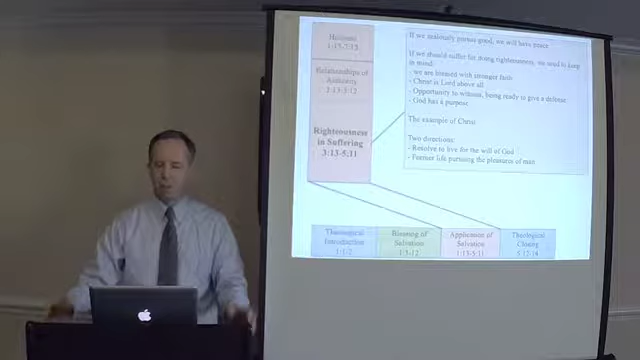 Holiness
1:13-2:12
Relationships of
Authority
2:13-3:12
Righteousness
in Suffering
3:13-5:11
If we zealously pursue good, we will have peace
If we should suffer for doing righteousness, we need to keep
in mind:
- we are blessed with stronger faith
- Christ is Lord above all
- Opportunity to witness, being ready to give a defense
- God has a purpose
The example of Christ
Two directions:
- Resolve to live for the will of God
- Former life pursuing the pleasures of man
Theological
Introduction
1:1-2
Blessing of
Salvation
1:3-12
Application of
Salvation
1:13-5:11
Theological
Closing
5:12-14